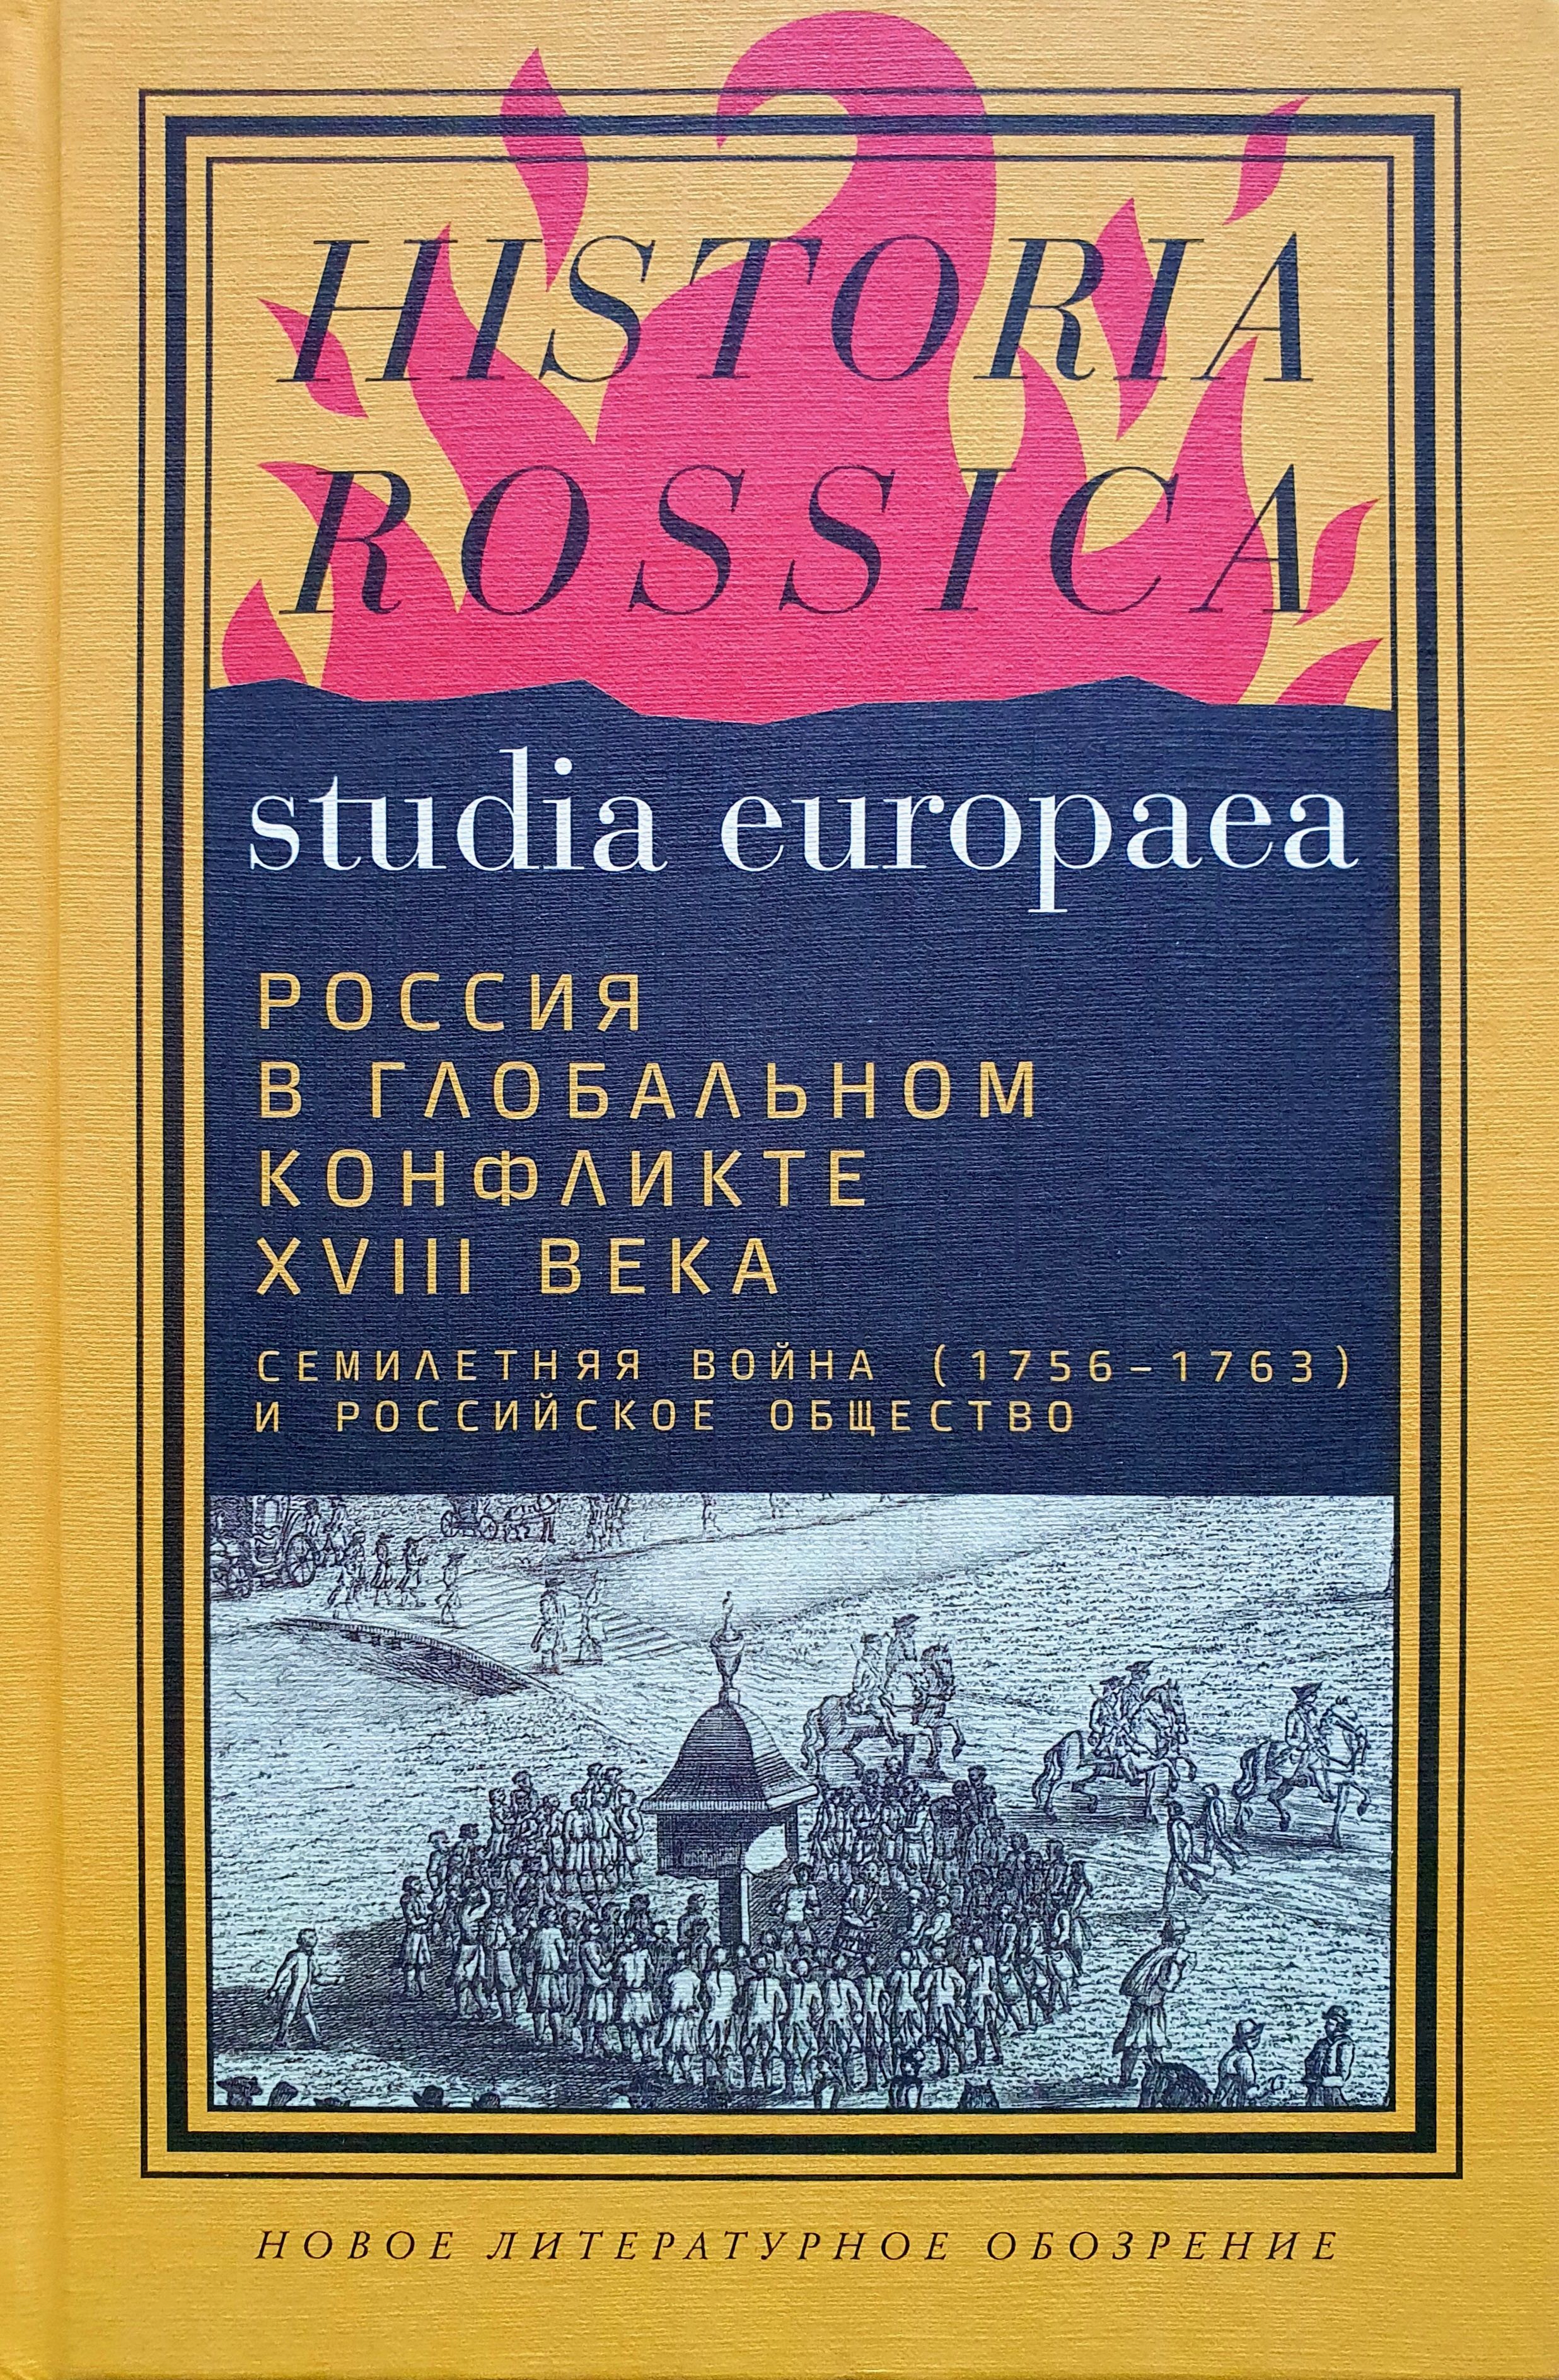 HISTORIA
ROSSICA
studia europaea
РОССИЯ
В ГЛОБАЛЬНОМ
КОНФЛИКТЕ
XVIII ВЕКА
СЕМИЛЕТНЯЯ ВОЙНА (1756–1763)
И РОССИЙСКОЕ ОБЩЕСТВО
НОВОЕ ЛИТЕРАТУРНОЕ ОБОЗРЕНИЕ